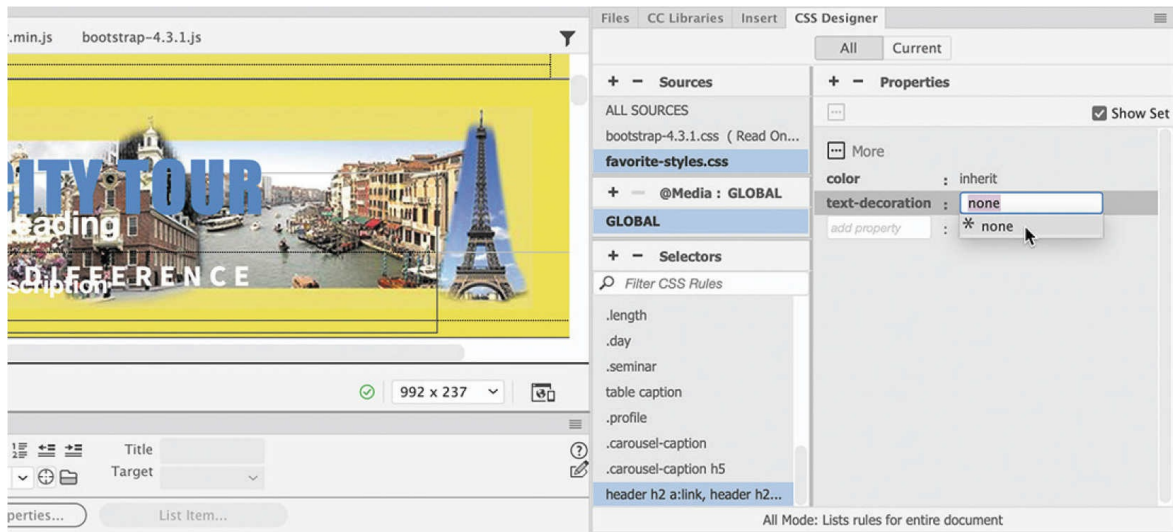 Files CC Libraries Insert CSS Designer
.min.js bootstrap-4.3.1.js
All Current
+ − Sources
ALL SOURCES
bootstrap-4.3.1.css ( Read On...
favorite-styles.css
+ − @Media : GLOBAL
GLOBAL
+ − Selectors
Filter CSS Rules
.length
.day
.seminar
table caption
.profile
.carousel-caption
.carousel-caption h5
header h2 a:link, header h2...
+ − Properties
Show Set
More
color : inherit
text-decoration : none
add property :
* none
CITY TOUR
eading
DIFFERENCE
scription
992 x 237
Title
Target
perties...
List Item...
All Mode: Lists rules for entire document